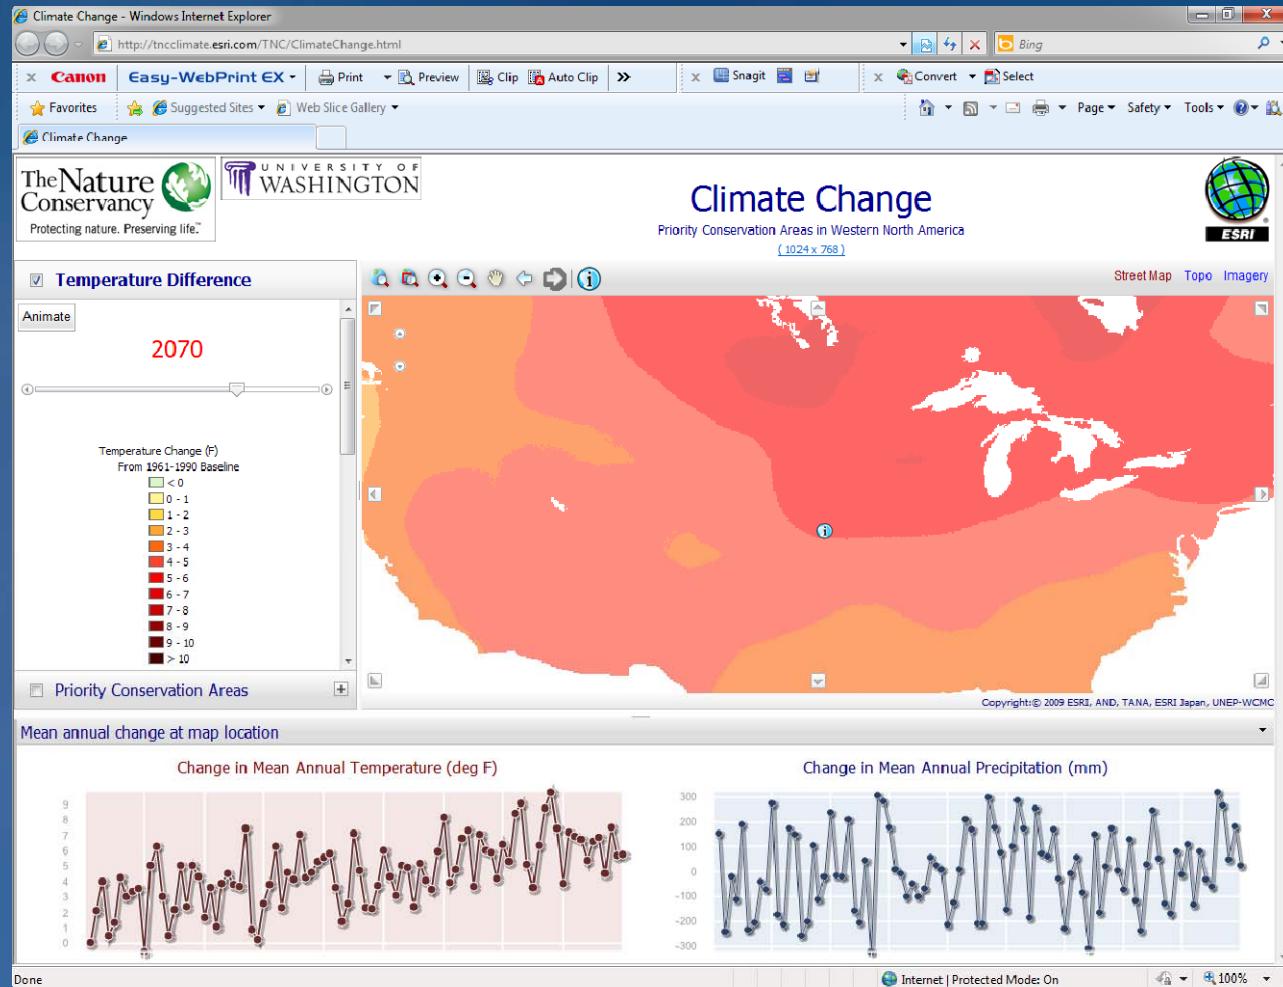 Climate Change - Windows Internet Explorer
http://tncclimate.esri.com/TNC/ClimateChange.html
Bing
x Canon Easy-WebPrint EX Print Preview Clip Auto Clip >> x Snagit x Convert Select
Favorites Suggested Sites Web Slice Gallery Page Safety Tools
Climate Change
The Nature Conservancy
Protecting nature. Preserving life.™
UNIVERSITY OF
WASHINGTON
Climate Change
Priority Conservation Areas in Western North America
( 1024 x 768 )
ESRI
Temperature Difference
Street Map Topo Imagery
Animate
2070
Temperature Change (F)
From 1961-1990 Baseline
< 0
0 - 1
1 - 2
2 - 3
3 - 4
4 - 5
5 - 6
6 - 7
7 - 8
8 - 9
9 - 10
> 10
Priority Conservation Areas
Copyright:© 2009 ESRI, AND, TANA, ESRI Japan, UNEP-WCMC
Mean annual change at map location
Change in Mean Annual Temperature (deg F)
9
8
7
6
5
4
3
2
1
0
Change in Mean Annual Precipitation (mm)
300
200
100
0
-100
-200
-300
Done Internet | Protected Mode: On 100%